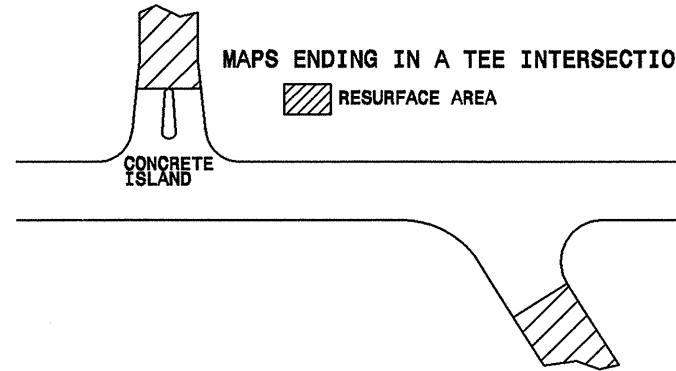 MAPS ENDING IN A TEE INTERSECTIO
RESURFACE AREA
CONCRETE
ISLAND